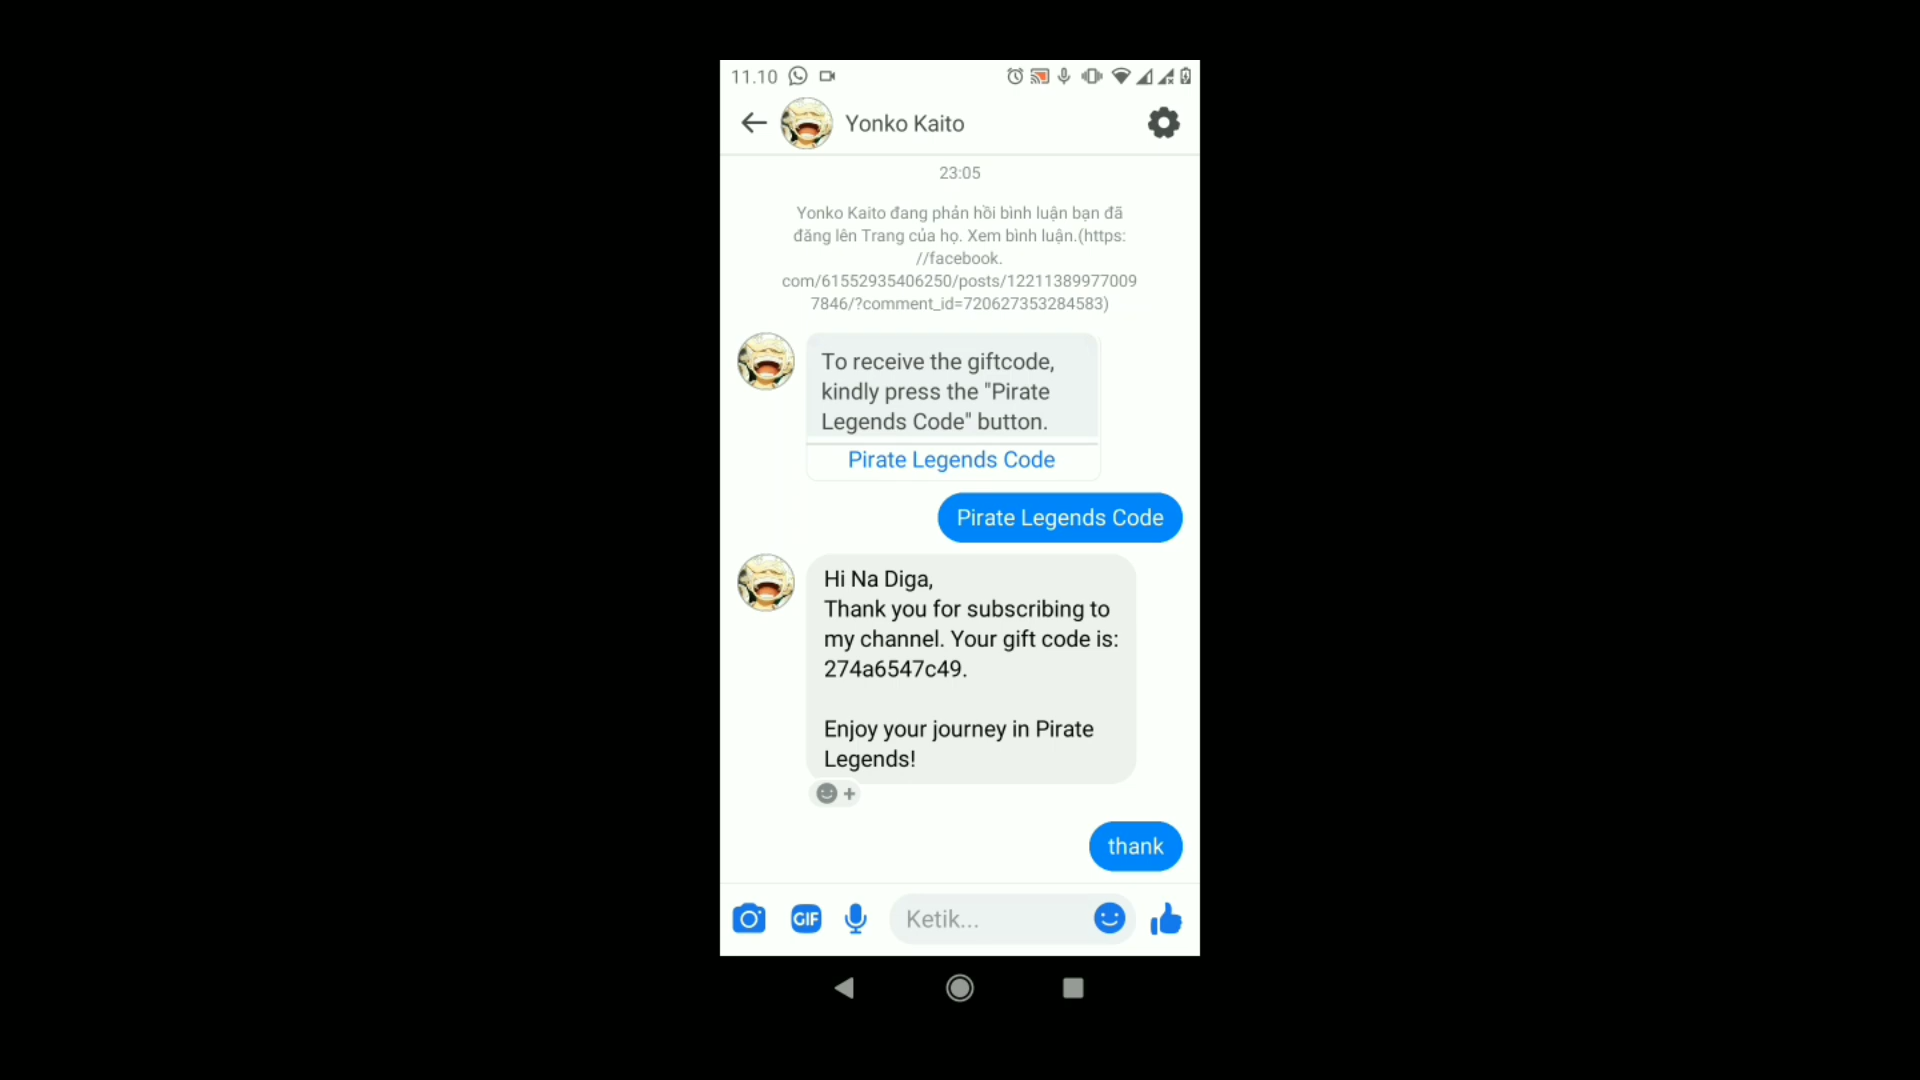 11.10
Yonko Kaito
23:05
Yonko Kaito đang phản hồi bình luận bạn đã
đăng lên Trang của họ. Xem bình luận.(https:
//facebook.
com/61552935406250/posts/12211389977009
7846/?comment_id=720627353284583)
To receive the giftcode,
kindly press the "Pirate
Legends Code" button.
Pirate Legends Code
Pirate Legends Code
Hi Na Diga,
Thank you for subscribing to
my channel. Your gift code is:
274a6547c49.
Enjoy your journey in Pirate
Legends!
thank
GIF
Ketik...